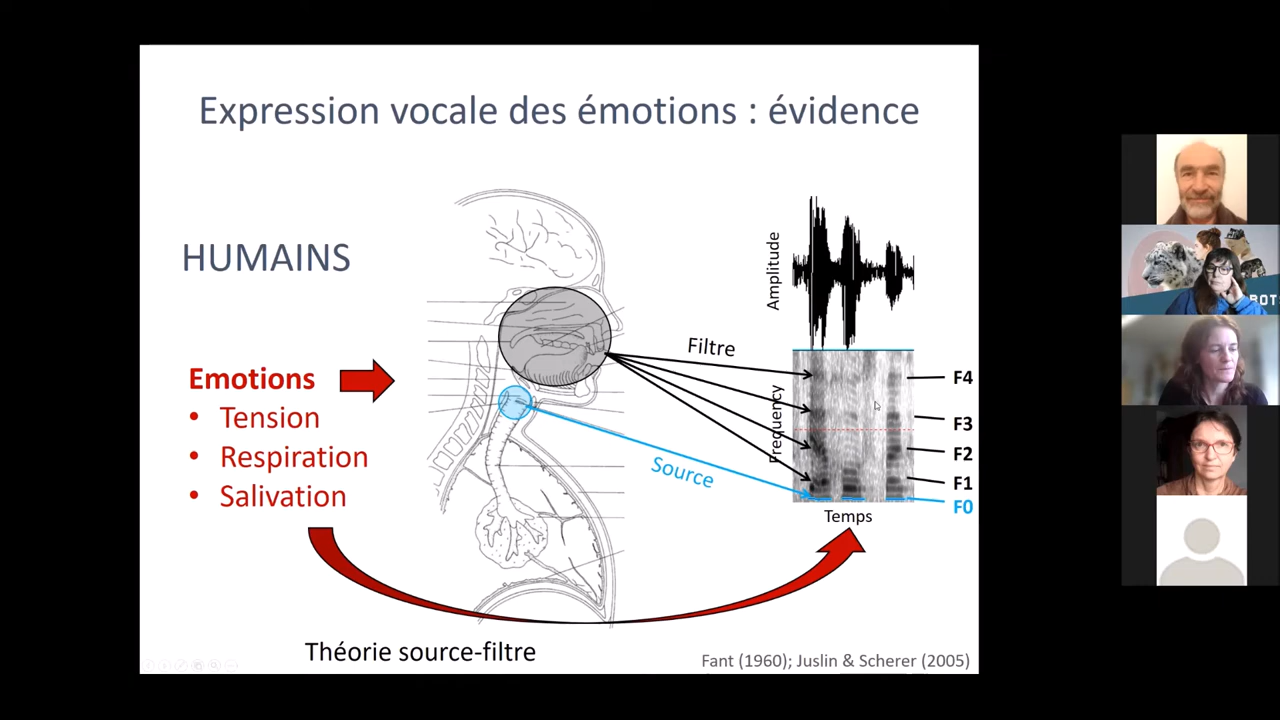 Expression vocale des émotions : évidence
HUMAINS
Emotions
• Tension
• Respiration
• Salivation
Filtre
Source
Amplitude
Frequency
Temps
F4
F3
F2
F1
F0
Théorie source-filtre
Fant (1960); Juslin & Scherer (2005)
BOT